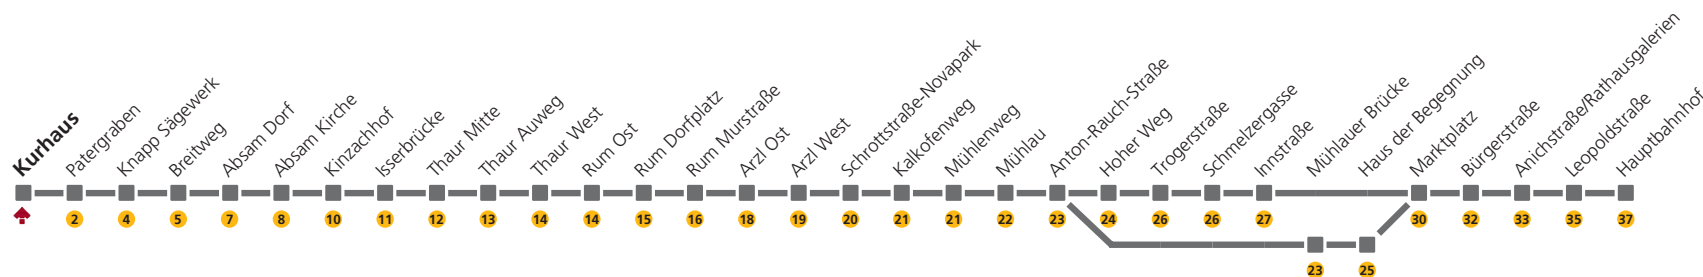 Kurhaus
Patergraben
Knapp Sägewerk
Breitweg
Absam Dorf
Absam Kirche
Kinzachhof
Isserbrücke
Thaur Mitte
Thaur Auweg
Thaur West
Rum Ost
Rum Dorfplatz
Rum Murstraße
Arzl Ost
Arzl West
Schrottstraße-Novapark
Kalkofenweg
Mühlenweg
Mühlau
Anton-Rauch-Straße
Hoher Weg
Trogerstraße
Schmelzergasse
Innstraße
Mühlauer Brücke
Haus der Begegnung
Marktplatz
Bürgerstraße
Anichstraße/Rathausgalerien
Leopoldstraße
Hauptbahnhof
2 4 5 7 8 10 11 12 13 14 14 15 16 18 19 20 21 21 22 23 24 26 26 27 30 32 33 35 37
23 25